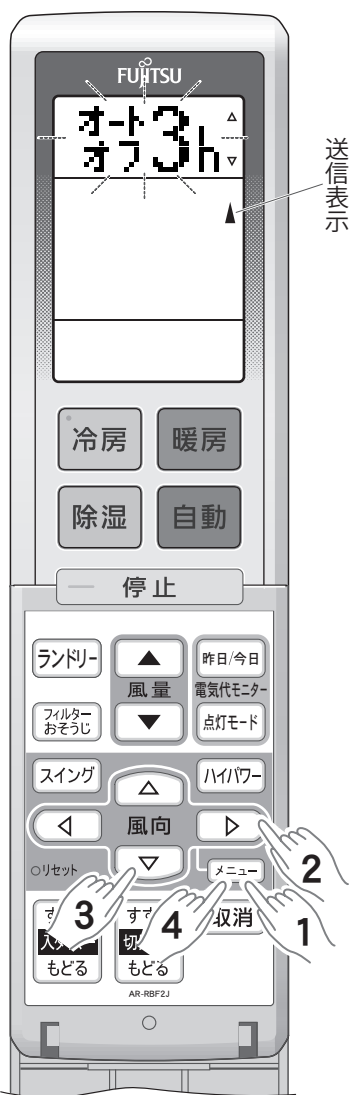 FUJITSU
オート
オフ 3h
送信表示
冷房 暖房
除湿 自動
停止
ランドリー
風量
昨日/今日
電気代モニター
点灯モード
フィルター
おそうじ
スイング
ハイパワー
風向
リセット
メニュー
2
3
4
1
取消
もどる
もどる
AR-RBF2J